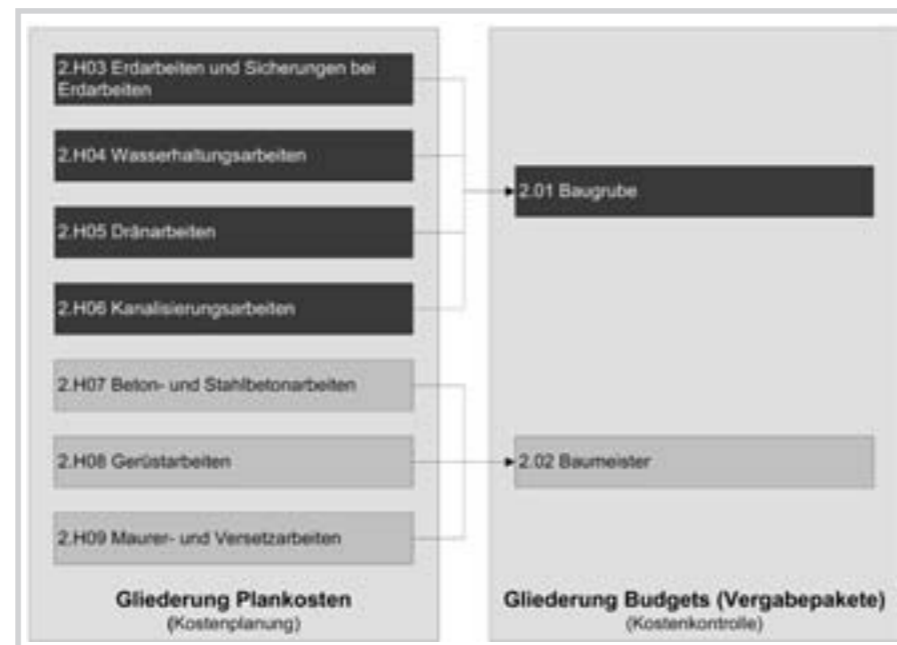 2.H03 Erdarbeiten und Sicherungen bei
Erdarbeiten
2.H04 Wasserhaltungsarbeiten
2.H05 Dränarbeiten
2.H06 Kanalisierungsarbeiten
2.H07 Beton- und Stahlbetonarbeiten
2.H08 Gerüstarbeiten
2.H09 Maurer- und Versetzarbeiten
Gliederung Plankosten
(Kostenplanung)
2.01 Baugrube
2.02 Baumeister
Gliederung Budgets (Vergabepakete)
(Kostenkontrolle)